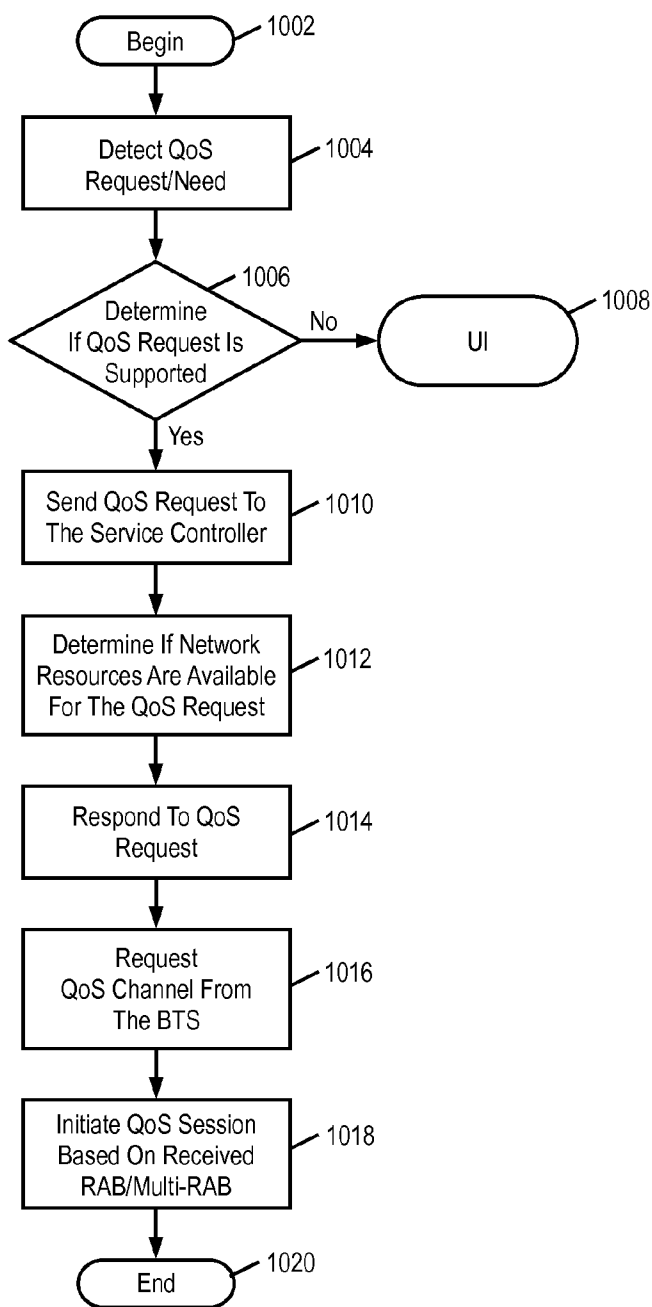 Begin
1002
Detect QoS
Request/Need
1004
1006
Determine
If QoS Request Is
Supported
No
UI
1008
Yes
Send QoS Request To
The Service Controller
1010
Determine If Network
Resources Are Available
For The QoS Request
1012
Respond To QoS
Request
1014
Request
QoS Channel From
The BTS
1016
Initiate QoS Session
Based On Received
RAB/Multi-RAB
1018
End
1020